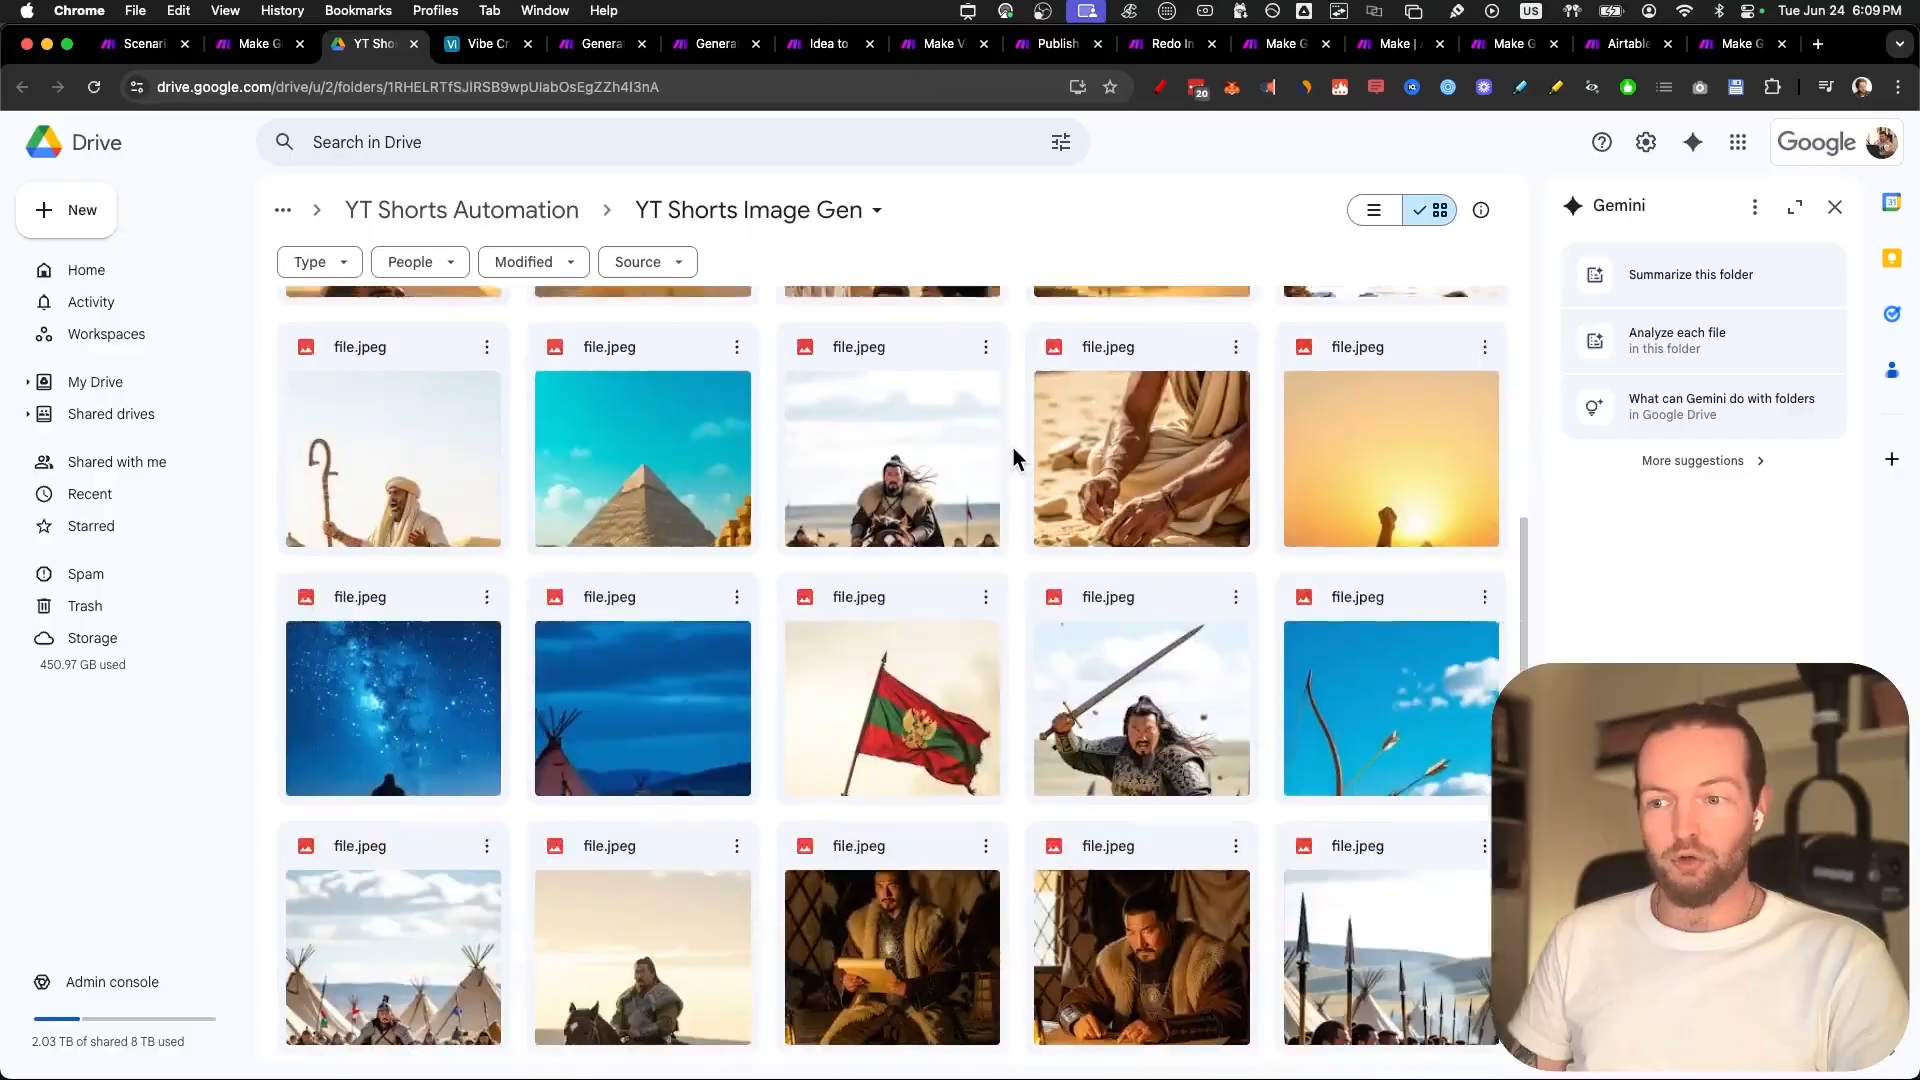 Chrome File Edit View History Bookmarks Profiles Tab Window Help US Tue Jun 24 6:09 PM
Scenari Make G YT Sho Vibe Cr Genera Genera Idea to Make V Publish Redo In Make G Make | Make G Airtable Make G
drive.google.com/drive/u/2/folders/1RHELRTfSJIRSB9wpUIabOsEgZZh4I3nA 20
Drive Search in Drive Google
New
YT Shorts Automation YT Shorts Image Gen
Gemini
31
Type People Modified Source
Home
Activity
Workspaces
My Drive
Shared drives
Shared with me
Recent
Starred
Spam
Trash
Storage
450.97 GB used
Admin console
2.03 TB of shared 8 TB used
file.jpeg file.jpeg file.jpeg file.jpeg file.jpeg
file.jpeg file.jpeg file.jpeg file.jpeg file.jpeg
file.jpeg file.jpeg file.jpeg file.jpeg file.jpeg
Summarize this folder
Analyze each file
in this folder
What can Gemini do with folders
in Google Drive
More suggestions